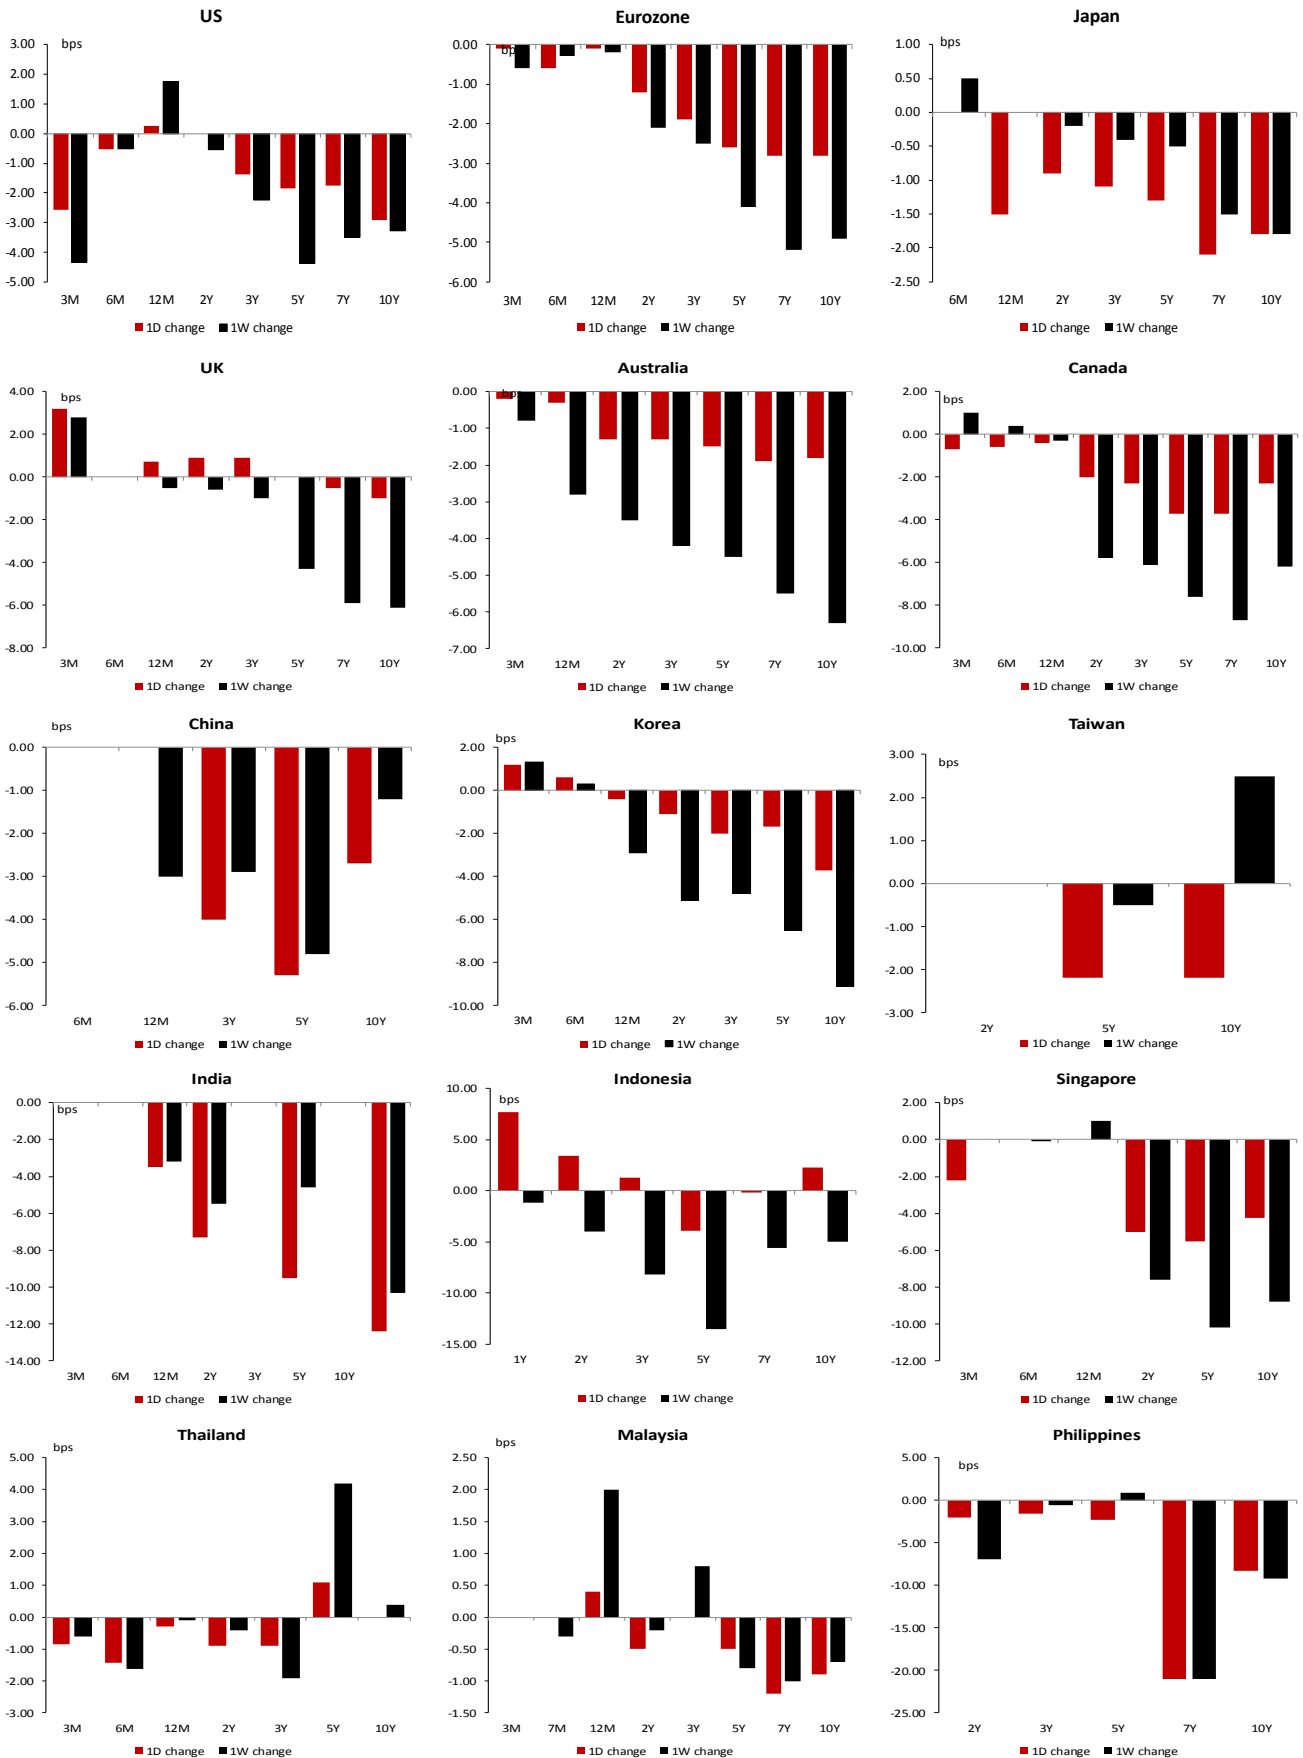 US
bps
3.00
2.00
1.00
0.00
-1.00
-2.00
-3.00
-4.00
-5.00
3M 6M 12M 2Y 3Y 5Y 7Y 10Y
1D change 1W change
Eurozone
bps
0.00
-1.00
-2.00
-3.00
-4.00
-5.00
-6.00
3M 6M 12M 2Y 3Y 5Y 7Y 10Y
1D change 1W change
Japan
bps
1.00
0.50
0.00
-0.50
-1.00
-1.50
-2.00
-2.50
6M 12M 2Y 3Y 5Y 7Y 10Y
1D change 1W change
UK
bps
4.00
2.00
0.00
-2.00
-4.00
-6.00
-8.00
3M 6M 12M 2Y 3Y 5Y 7Y 10Y
1D change 1W change
Australia
bps
0.00
-1.00
-2.00
-3.00
-4.00
-5.00
-6.00
-7.00
3M 12M 2Y 3Y 5Y 7Y 10Y
1D change 1W change
Canada
bps
2.00
0.00
-2.00
-4.00
-6.00
-8.00
-10.00
3M 6M 12M 2Y 3Y 5Y 7Y 10Y
1D change 1W change
China
bps
0.00
-1.00
-2.00
-3.00
-4.00
-5.00
-6.00
6M 12M 3Y 5Y 10Y
1D change 1W change
Korea
bps
2.00
0.00
-2.00
-4.00
-6.00
-8.00
-10.00
3M 6M 12M 2Y 3Y 5Y 10Y
1D change 1W change
Taiwan
bps
3.00
2.00
1.00
0.00
-1.00
-2.00
-3.00
2Y 5Y 10Y
1D change 1W change
India
bps
0.00
-2.00
-4.00
-6.00
-8.00
-10.00
-12.00
-14.00
3M 6M 12M 2Y 3Y 5Y 10Y
1D change 1W change
Indonesia
bps
10.00
5.00
0.00
-5.00
-10.00
-15.00
1Y 2Y 3Y 5Y 7Y 10Y
1D change 1W change
Singapore
bps
2.00
0.00
-2.00
-4.00
-6.00
-8.00
-10.00
-12.00
3M 6M 12M 2Y 5Y 10Y
1D change 1W change
Thailand
bps
5.00
4.00
3.00
2.00
1.00
0.00
-1.00
-2.00
-3.00
3M 6M 12M 2Y 3Y 5Y 10Y
1D change 1W change
Malaysia
bps
2.50
2.00
1.50
1.00
0.50
0.00
-0.50
-1.00
-1.50
3M 7M 12M 2Y 3Y 5Y 7Y 10Y
1D change 1W change
Philippines
bps
5.00
0.00
-5.00
-10.00
-15.00
-20.00
-25.00
2Y 3Y 5Y 7Y 10Y
1D change 1W change